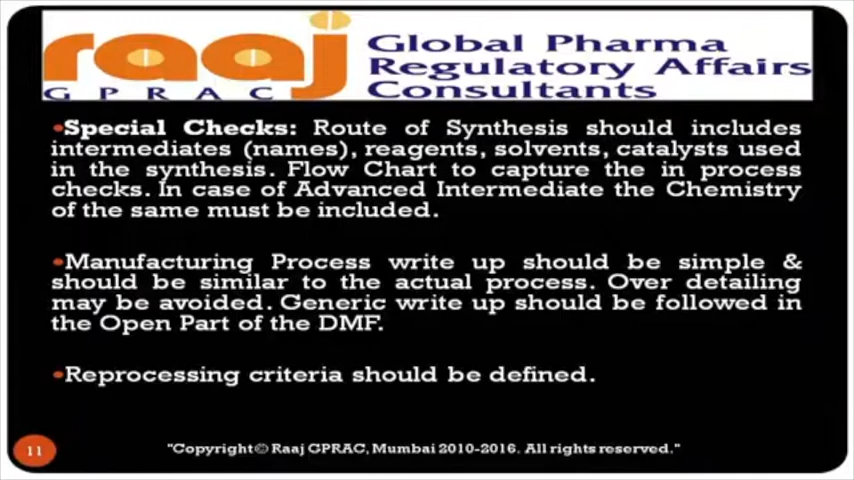 raaj
GPRAC
Global Pharma
Regulatory Affairs
Consultants
•Special Checks: Route of Synthesis should includes
intermediates (names), reagents, solvents, catalysts used
in the synthesis. Flow Chart to capture the in process
checks. In case of Advanced Intermediate the Chemistry
of the same must be included.
•Manufacturing Process write up should be simple &
should be similar to the actual process. Over detailing
may be avoided. Generic write up should be followed in
the Open Part of the DMF.
•Reprocessing criteria should be defined.
11
"Copyright© Raaj GPRAC, Mumbai 2010-2016. All rights reserved."